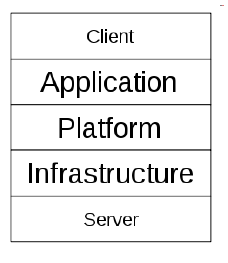 Client
Application
Platform
Infrastructure
Server